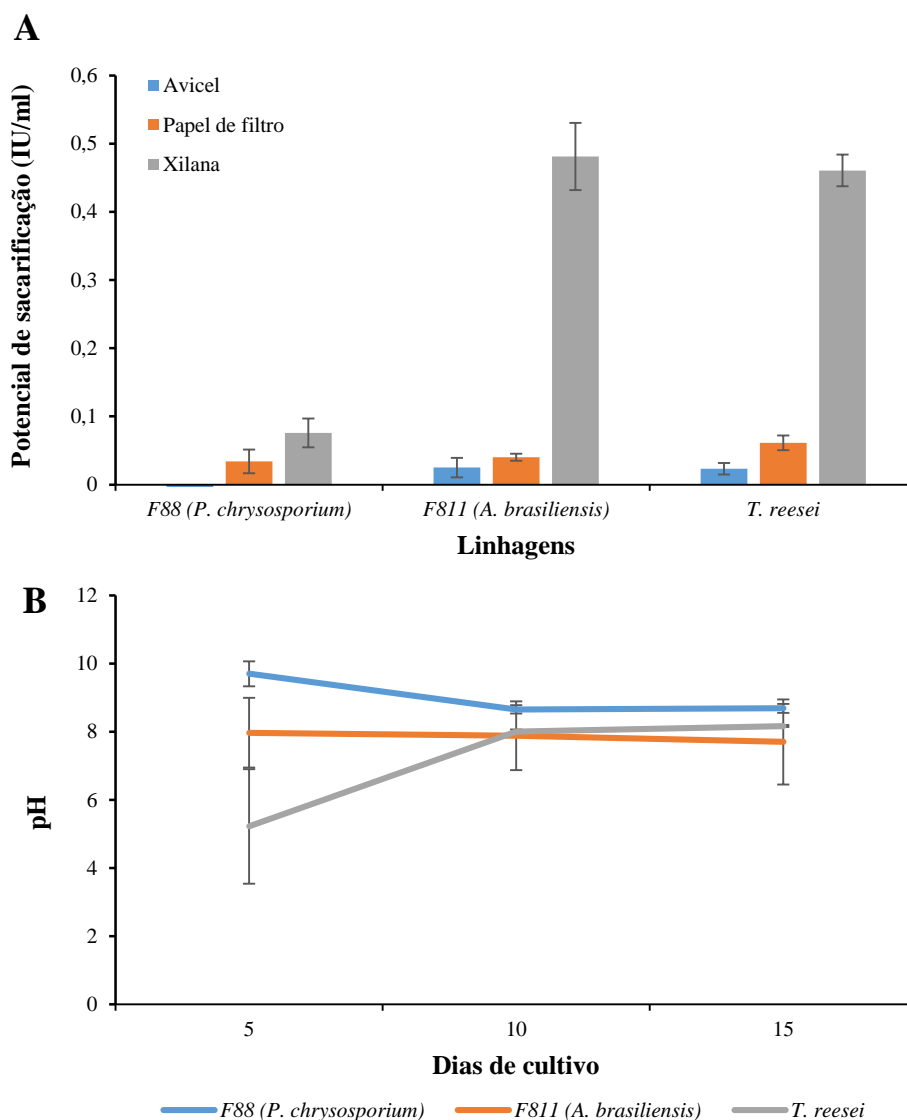 A
Potencial de sacarificação (IU/ml)
0,6
0,5
0,4
0,3
0,2
0,1
0
Avicel
Papel de filtro
Xilana
F88 (P. chrysosporium) F811 (A. brasiliensis) T. reesei
Linhagens
B
pH
12
10
8
6
4
2
0
5 10 15
Dias de cultivo
F88 (P. chrysosporium) F811 (A. brasiliensis) T. reesei